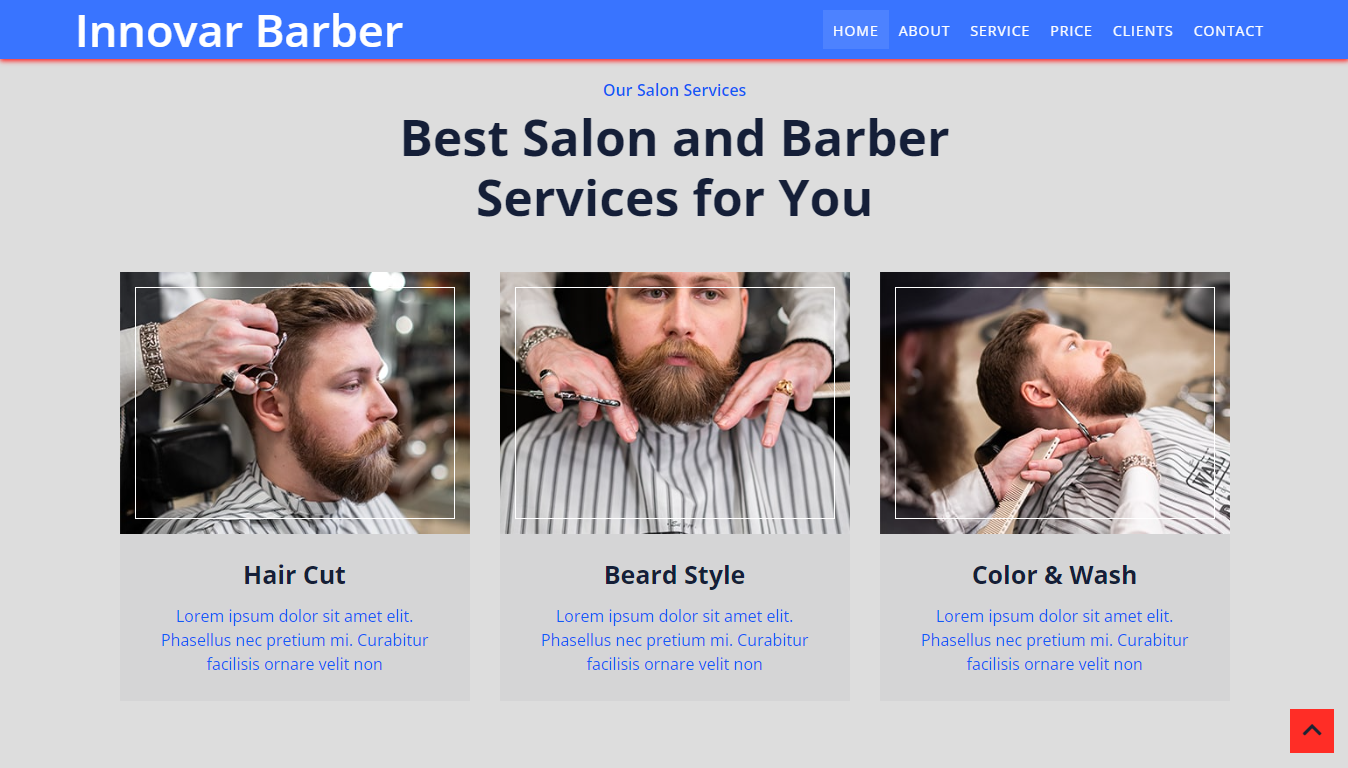 Innovar Barber
HOME ABOUT SERVICE PRICE CLIENTS CONTACT
Our Salon Services
Best Salon and Barber
Services for You
Hair Cut
Lorem ipsum dolor sit amet elit.
Phasellus nec pretium mi. Curabitur
facilisis ornare velit non
Beard Style
Lorem ipsum dolor sit amet elit.
Phasellus nec pretium mi. Curabitur
facilisis ornare velit non
Color & Wash
Lorem ipsum dolor sit amet elit.
Phasellus nec pretium mi. Curabitur
facilisis ornare velit non